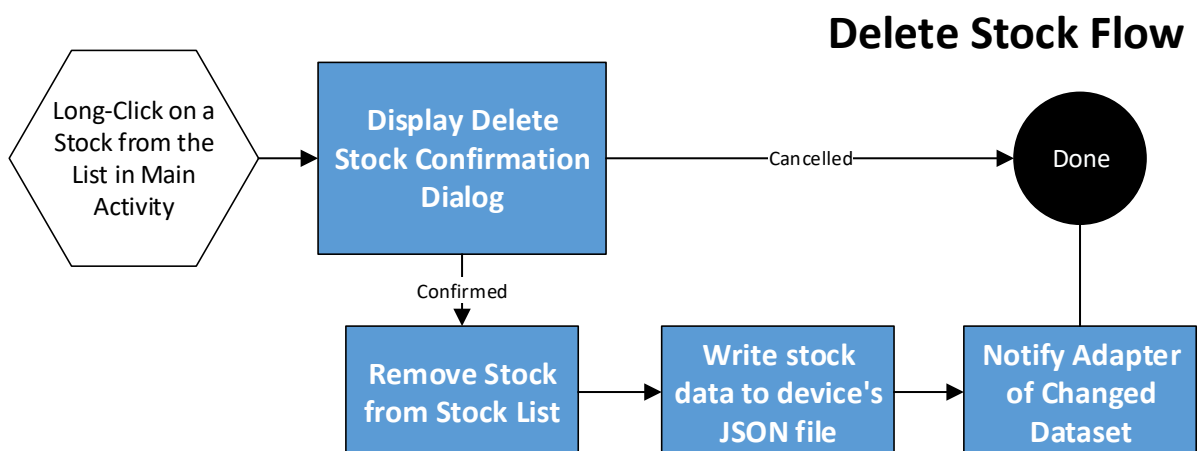 Delete Stock Flow
Long-Click on a
Stock from the
List in Main
Activity
Display Delete
Stock Confirmation
Dialog
Cancelled
Done
Confirmed
Remove Stock
from Stock List
Write stock
data to device's
JSON file
Notify Adapter
of Changed
Dataset